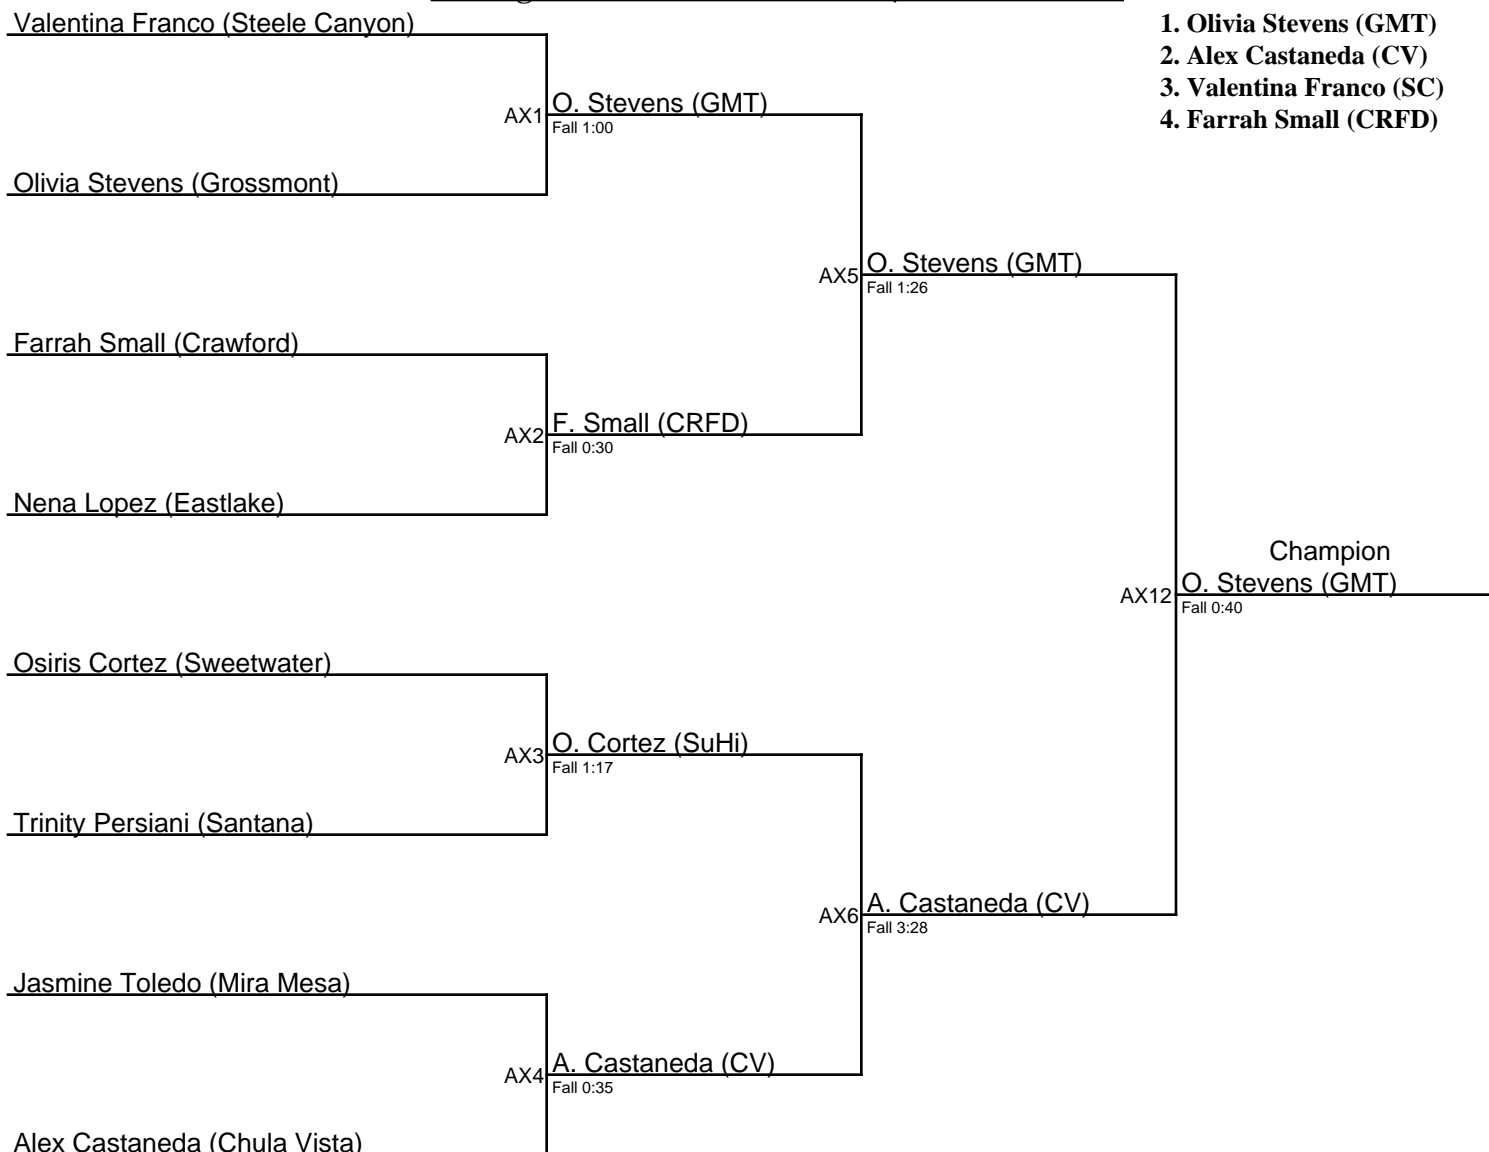 Valentina Franco (Steele Canyon)
1. Olivia Stevens (GMT)
2. Alex Castaneda (CV)
3. Valentina Franco (SC)
4. Farrah Small (CRFD)
AX1
O. Stevens (GMT)
Fall 1:00
Olivia Stevens (Grossmont)
AX5
O. Stevens (GMT)
Fall 1:26
Farrah Small (Crawford)
AX2
F. Small (CRFD)
Fall 0:30
Nena Lopez (Eastlake)
Champion
AX12
O. Stevens (GMT)
Fall 0:40
Osiris Cortez (Sweetwater)
AX3
O. Cortez (SuHi)
Fall 1:17
Trinity Persiani (Santana)
AX6
A. Castaneda (CV)
Fall 3:28
Jasmine Toledo (Mira Mesa)
AX4
A. Castaneda (CV)
Fall 0:35
Alex Castaneda (Chula Vista)